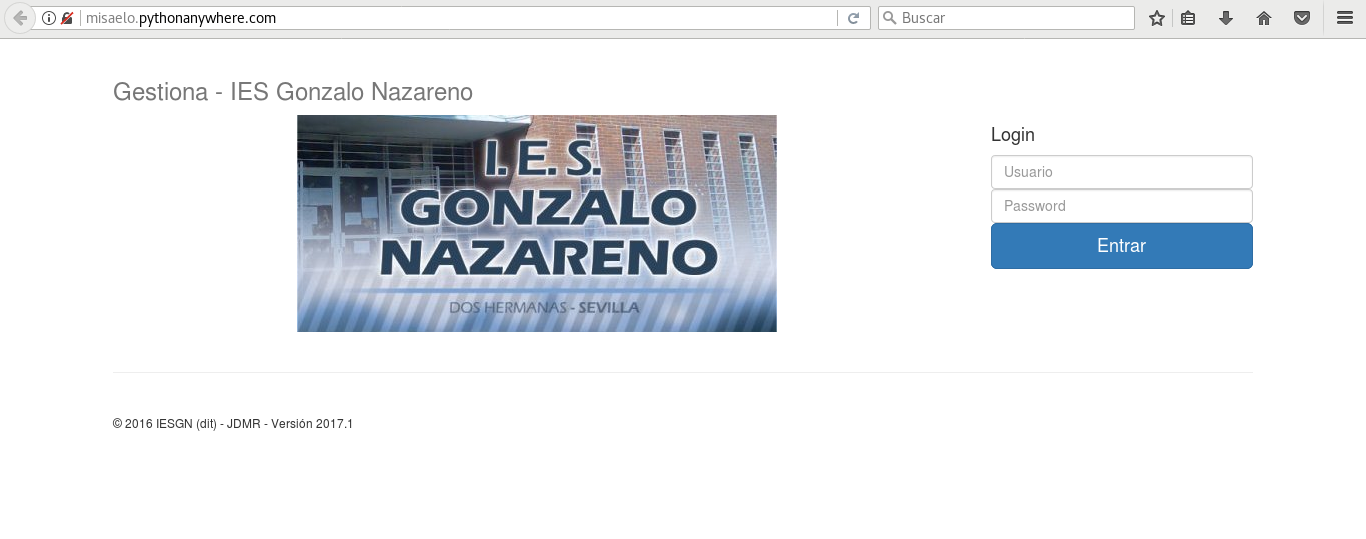 misaelo.pythonanywhere.com
Buscar
Gestiona - IES Gonzalo Nazareno
I.E.S.
GONZALO
NAZARENO
DOS HERMANAS - SEVILLA
Login
Usuario
Password
Entrar
© 2016 IESGN (dit) - JDMR - Versión 2017.1